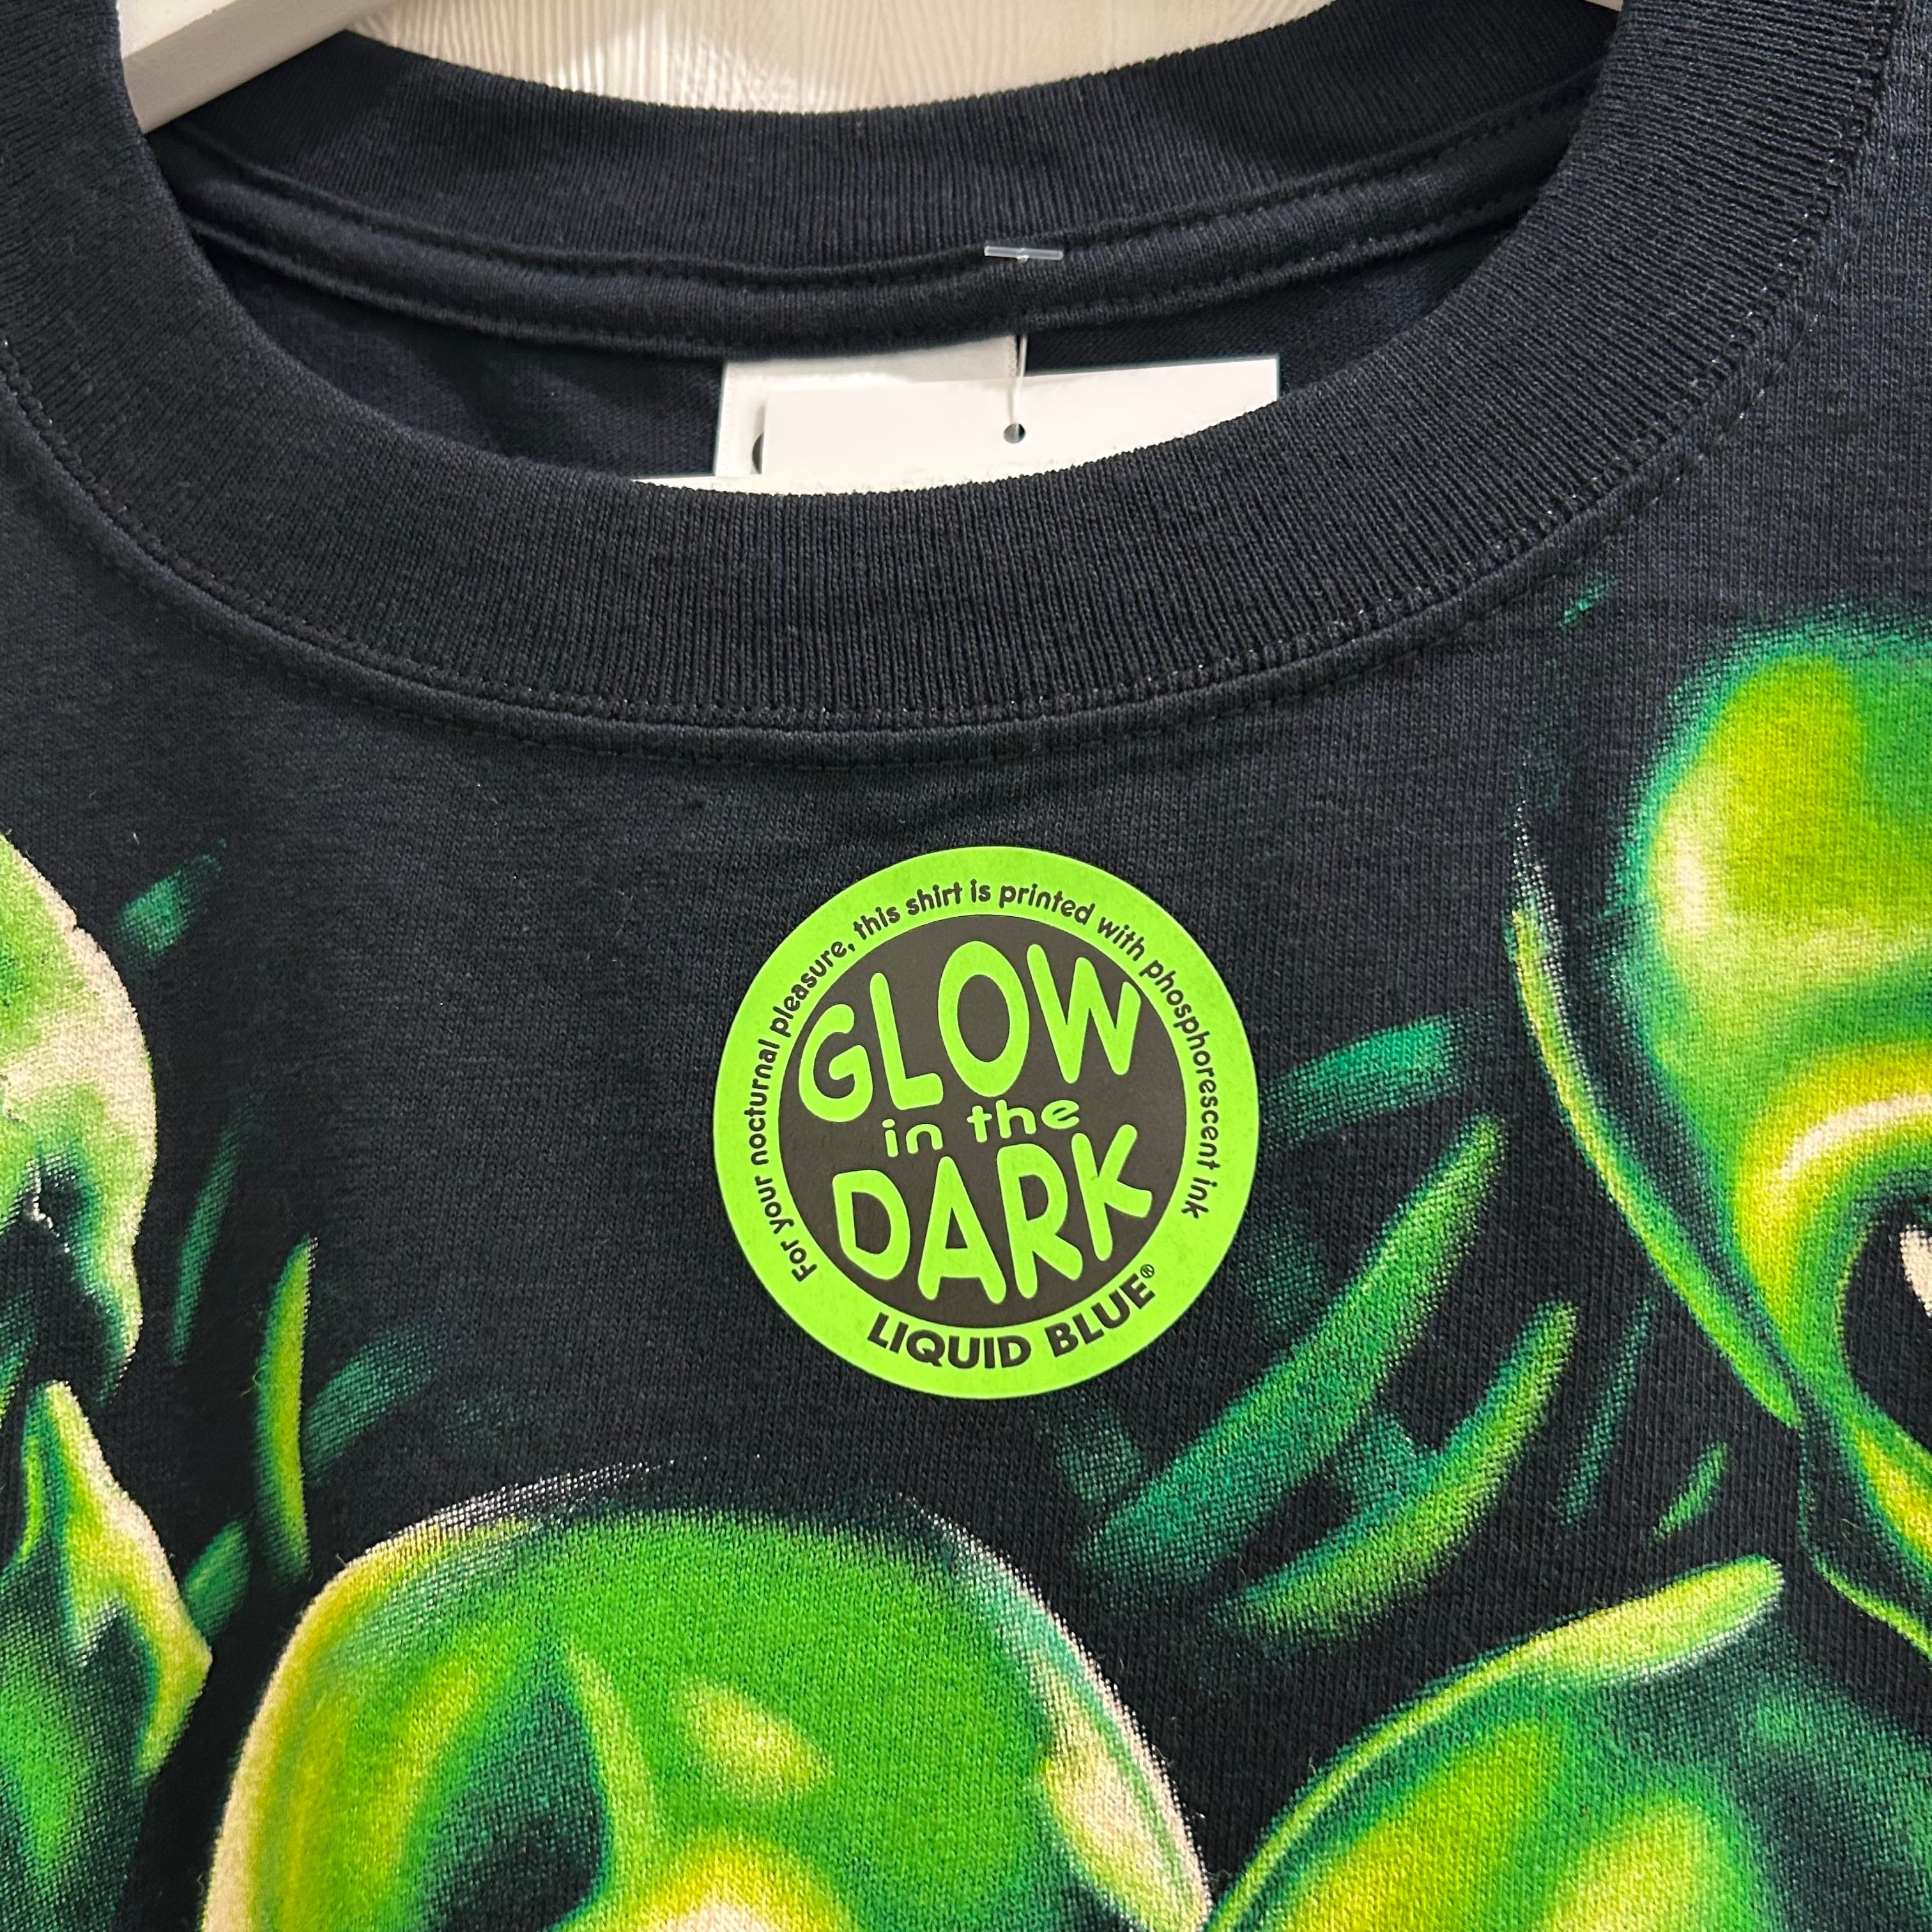 For your nocturnal pleasure, this shirt is printed with phosphorescent ink
GLOW
in the
DARK
LIQUID BLUE®